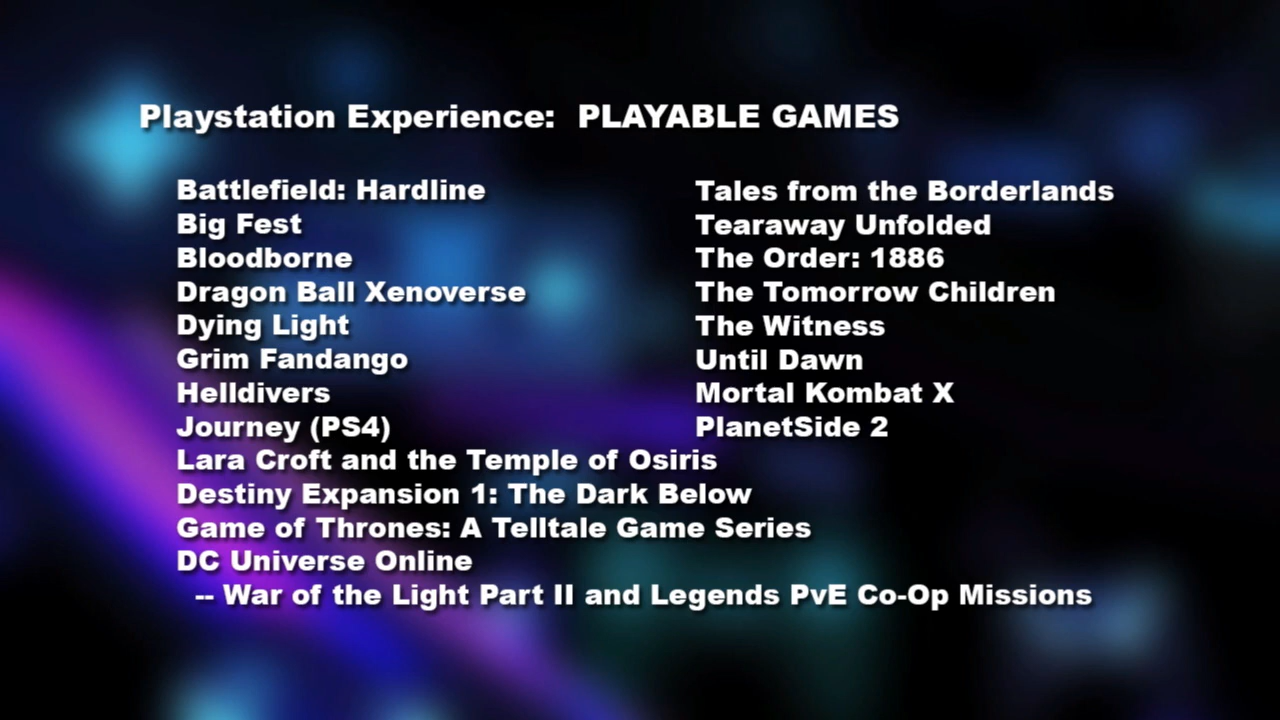 Playstation Experience: PLAYABLE GAMES
Battlefield: Hardline
Big Fest
Bloodborne
Dragon Ball Xenoverse
Dying Light
Grim Fandango
Helldivers
Journey (PS4)
Lara Croft and the Temple of Osiris
Destiny Expansion 1: The Dark Below
Game of Thrones: A Telltale Game Series
DC Universe Online
-- War of the Light Part II and Legends PvE Co-Op Missions
Tales from the Borderlands
Tearaway Unfolded
The Order: 1886
The Tomorrow Children
The Witness
Until Dawn
Mortal Kombat X
PlanetSide 2